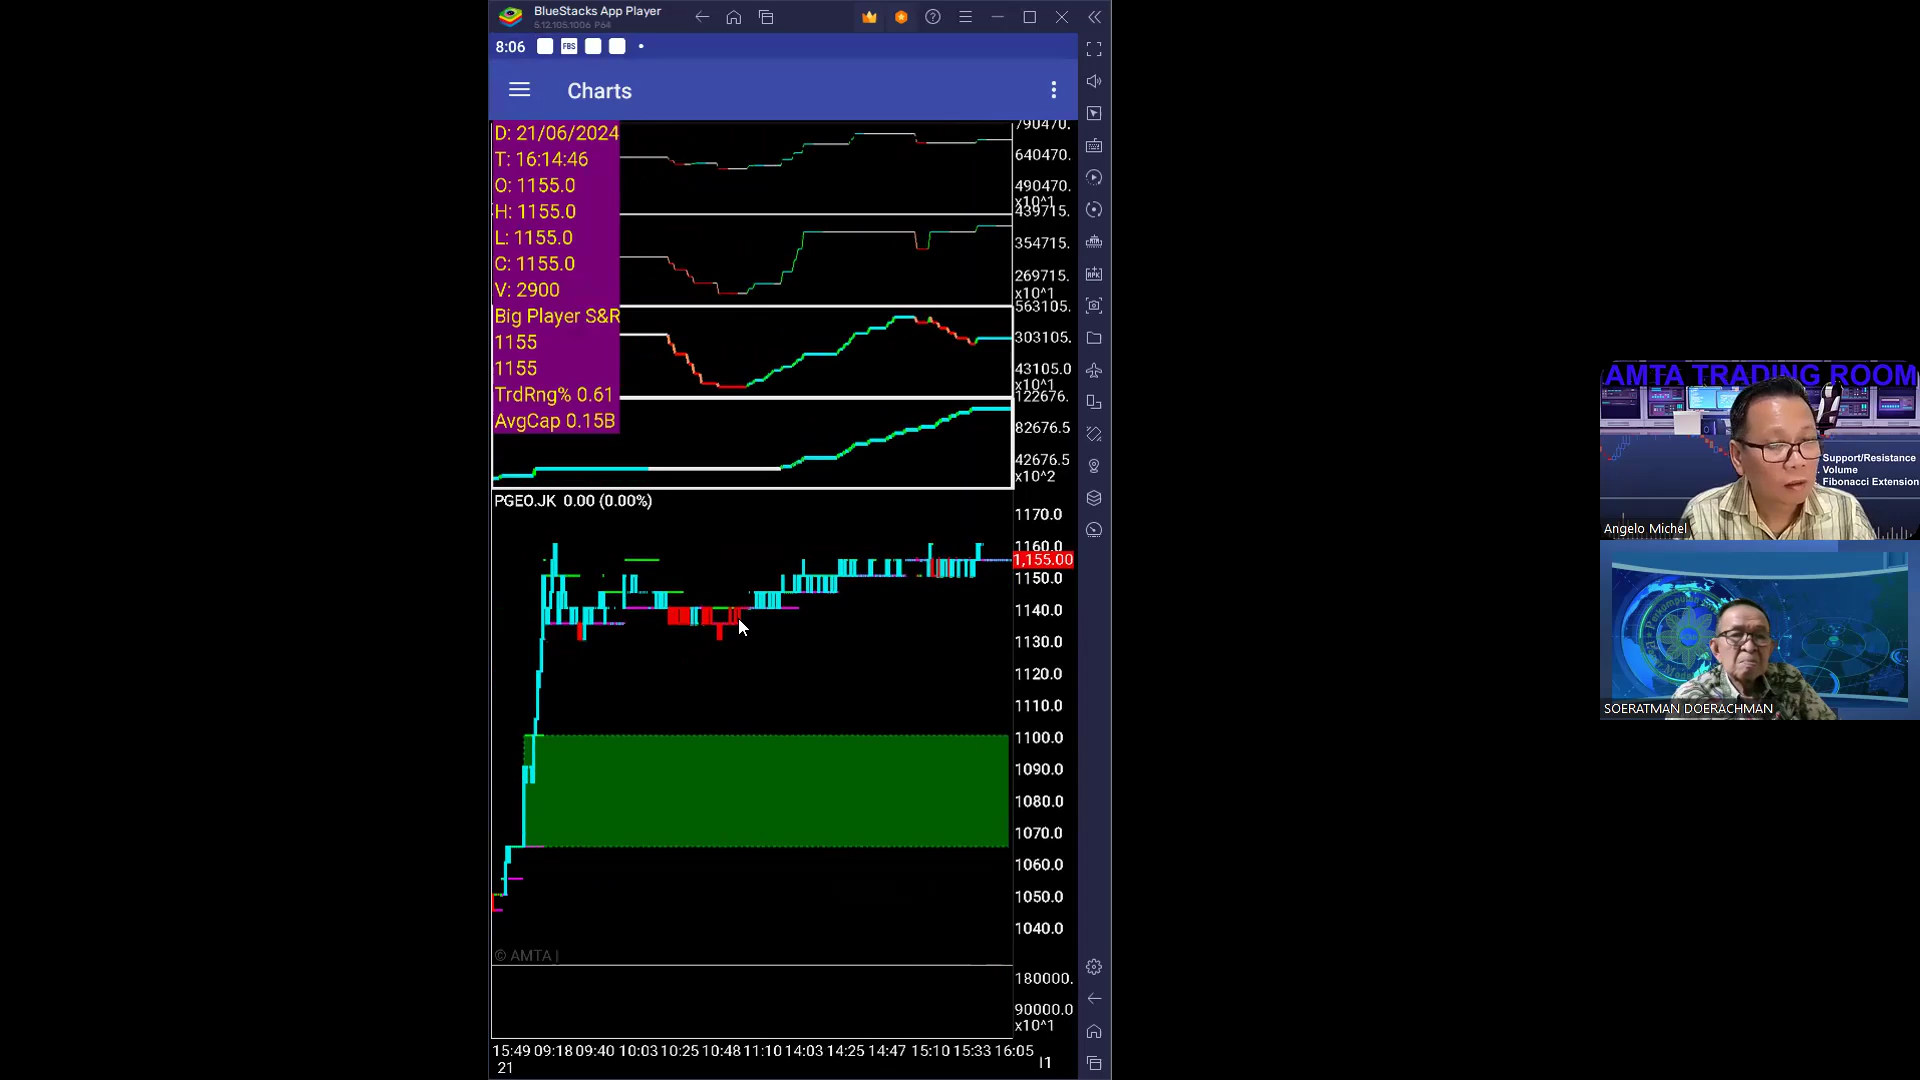 BlueStacks App Player
5.12.105.1006 P64
8:06
FBS
Charts
D: 21/06/2024
T: 16:14:46
O: 1155.0
H: 1155.0
L: 1155.0
C: 1155.0
V: 2900
Big Player S&R
1155
1155
TrdRng% 0.61
AvgCap 0.15B
790470.
640470.
490470.
x10^1
439715.
354715.
269715.
x10^1
563105.
303105.
43105.0
x10^1
122676.
82676.5
42676.5
x10^2
PGEO.JK 0.00 (0.00%)
1170.0
1160.0
1,155.00
1150.0
1140.0
1130.0
1120.0
1110.0
1100.0
1090.0
1080.0
1070.0
1060.0
1050.0
1040.0
© AMTA |
180000.
90000.0
x10^1
15:49 09:18 09:40 10:03 10:25 10:48 11:10 14:03 14:25 14:47 15:10 15:33 16:05
21
I1
AMTA TRADING ROOM
Support/Resistance
Volume
Fibonacci Extension
Angelo Michel
SOERATMAN DOERACHMAN